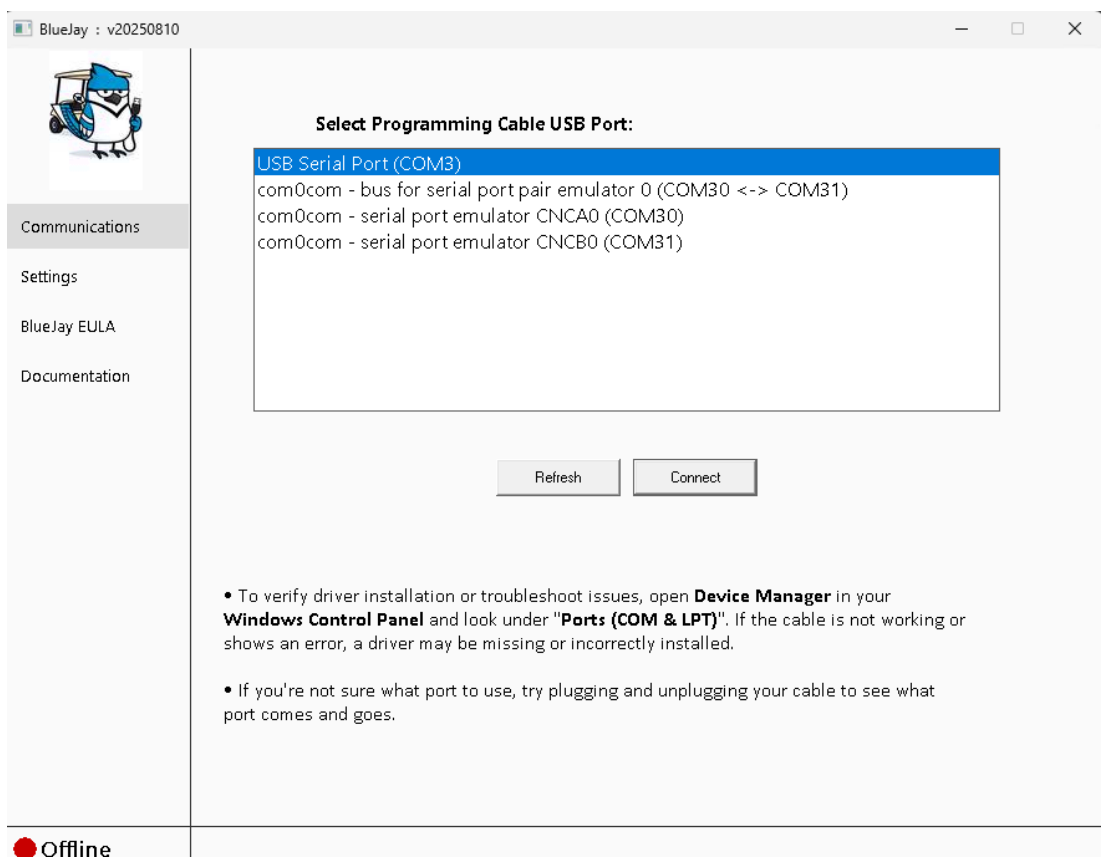 BlueJay : v20250810
Select Programming Cable USB Port:
USB Serial Port (COM3)
com0com - bus for serial port pair emulator 0 (COM30 <-> COM31)
com0com - serial port emulator CNCA0 (COM30)
com0com - serial port emulator CNCB0 (COM31)
Communications
Settings
BlueJay EULA
Documentation
Refresh
Connect
• To verify driver installation or troubleshoot issues, open Device Manager in your
Windows Control Panel and look under "Ports (COM & LPT)". If the cable is not working or
shows an error, a driver may be missing or incorrectly installed.
• If you're not sure what port to use, try plugging and unplugging your cable to see what
port comes and goes.
Offline